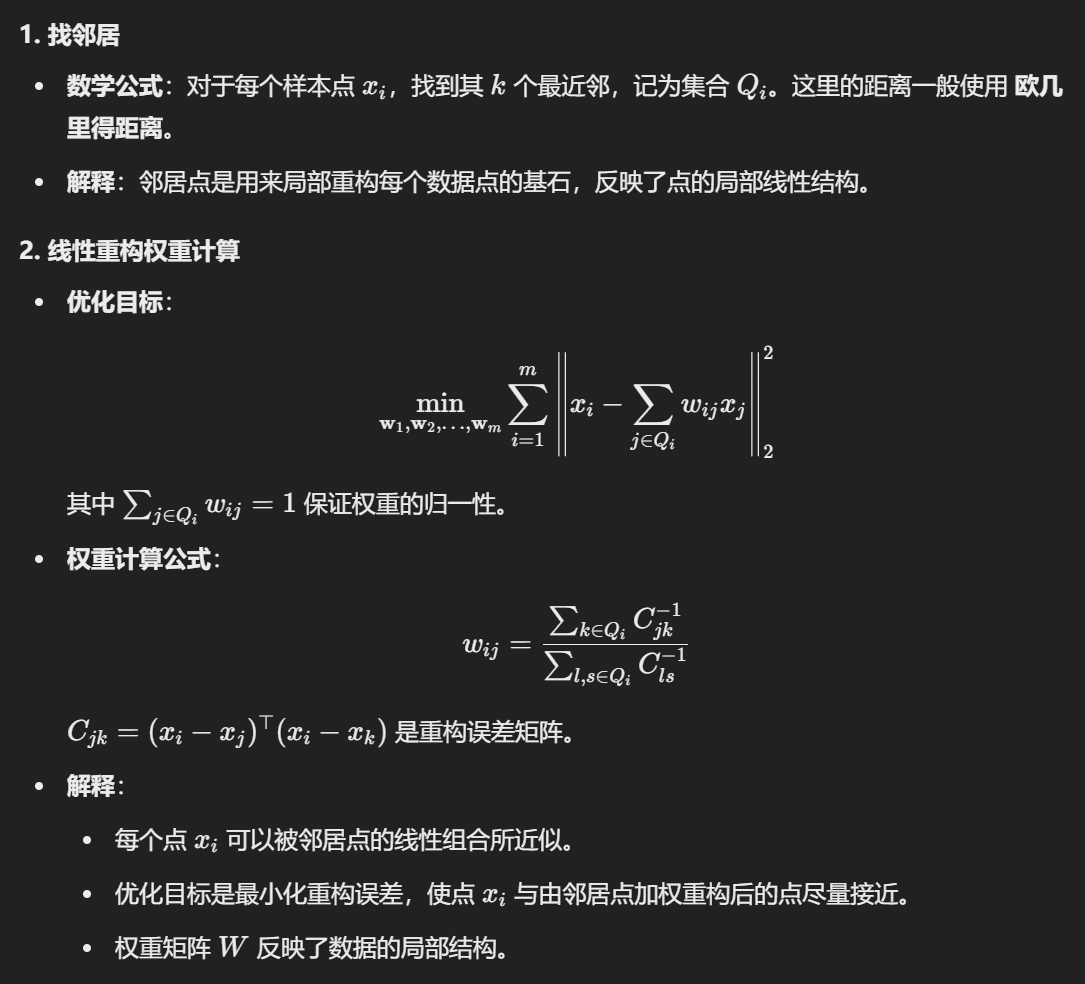 1. 找邻居
• 数学公式：对于每个样本点 $x_i$，找到其 $k$ 个最近邻，记为集合 $Q_i$。这里的距离一般使用 欧几
里得距离。
• 解释：邻居点是用来局部重构每个数据点的基石，反映了点的局部线性结构。
2. 线性重构权重计算
• 优化目标：
$$\min_{\mathbf{w}_1,\mathbf{w}_2,\ldots,\mathbf{w}_m} \sum_{i=1}^{m} \left\| x_i - \sum_{j \in Q_i} w_{ij} x_j \right\|_2^2$$
其中 $\sum_{j \in Q_i} w_{ij} = 1$ 保证权重的归一性。
• 权重计算公式：
$$w_{ij} = \frac{\sum_{k \in Q_i} C_{jk}^{-1}}{\sum_{l,s \in Q_i} C_{ls}^{-1}}$$
$C_{jk} = (x_i - x_j)^\top (x_i - x_k)$ 是重构误差矩阵。
• 解释：
• 每个点 $x_i$ 可以被邻居点的线性组合所近似。
• 优化目标是最小化重构误差，使点 $x_i$ 与由邻居点加权重构后的点尽量接近。
• 权重矩阵 $W$ 反映了数据的局部结构。